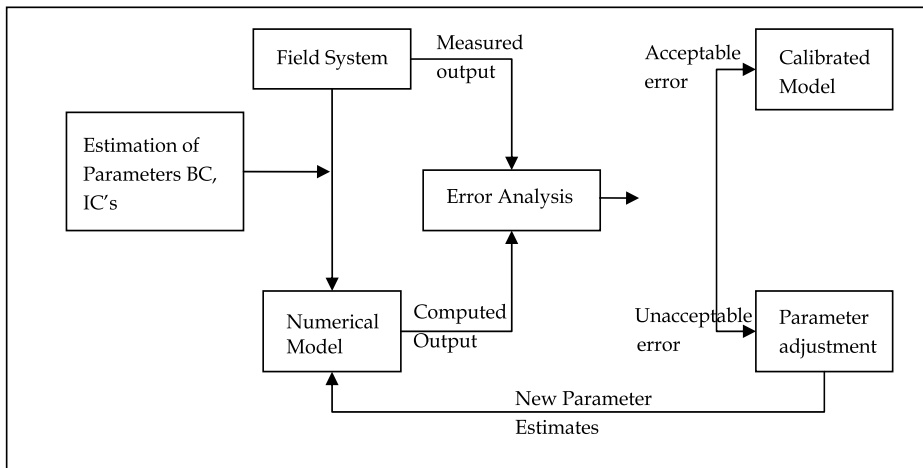 Field System
Measured
output
Acceptable
error
Calibrated
Model
Estimation of
Parameters BC,
IC's
Error Analysis
Numerical
Model
Computed
Output
Unacceptable
error
Parameter
adjustment
New Parameter
Estimates